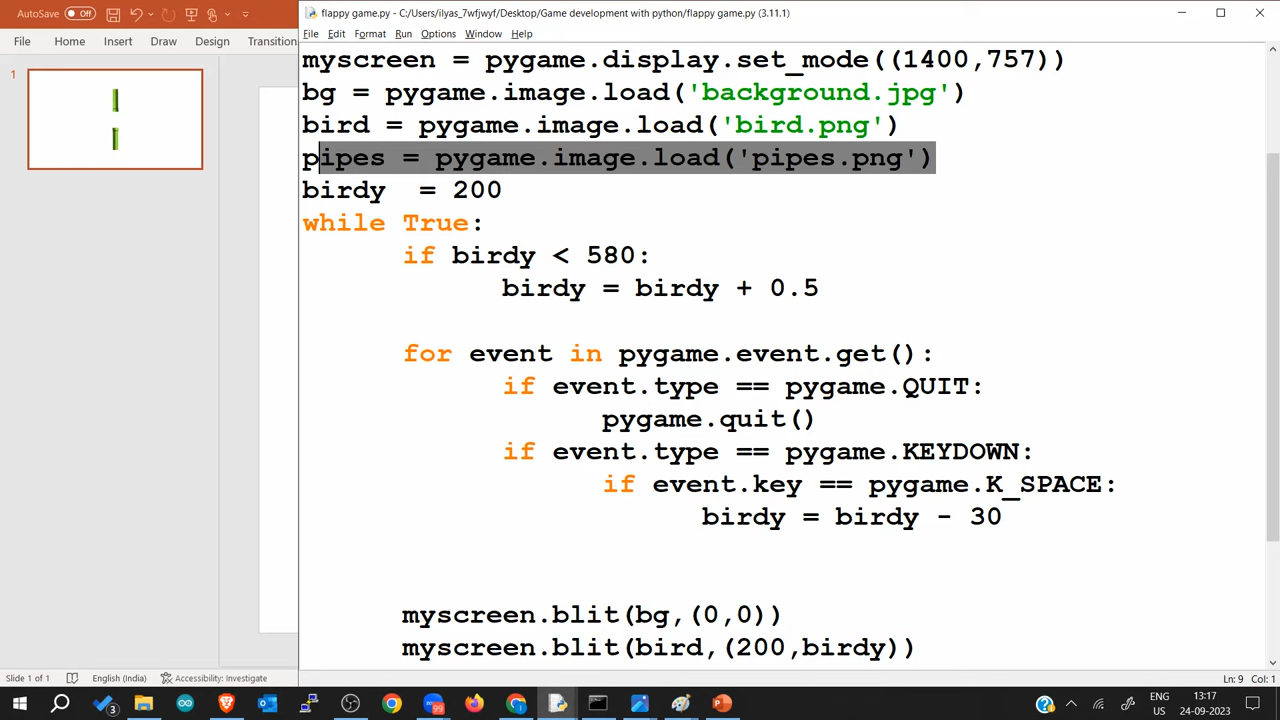 AutoSave Off
File Home Insert Draw Design Transition
1
flappy game.py - C:/Users/ilyas_7wfjwyf/Desktop/Game development with python/flappy game.py (3.11.1)
File Edit Format Run Options Window Help
myscreen = pygame.display.set_mode((1400,757))
bg = pygame.image.load('background.jpg')
bird = pygame.image.load('bird.png')
pipes = pygame.image.load('pipes.png')
birdy  = 200
while True:
if birdy < 580:
birdy = birdy + 0.5
for event in pygame.event.get():
if event.type == pygame.QUIT:
pygame.quit()
if event.type == pygame.KEYDOWN:
if event.key == pygame.K_SPACE:
birdy = birdy - 30
myscreen.blit(bg,(0,0))
myscreen.blit(bird,(200,birdy))
Ln: 9 Col: 1
Slide 1 of 1 English (India) Accessibility: Investigate
3 99 ENG 13:17
US 24-09-2023 3